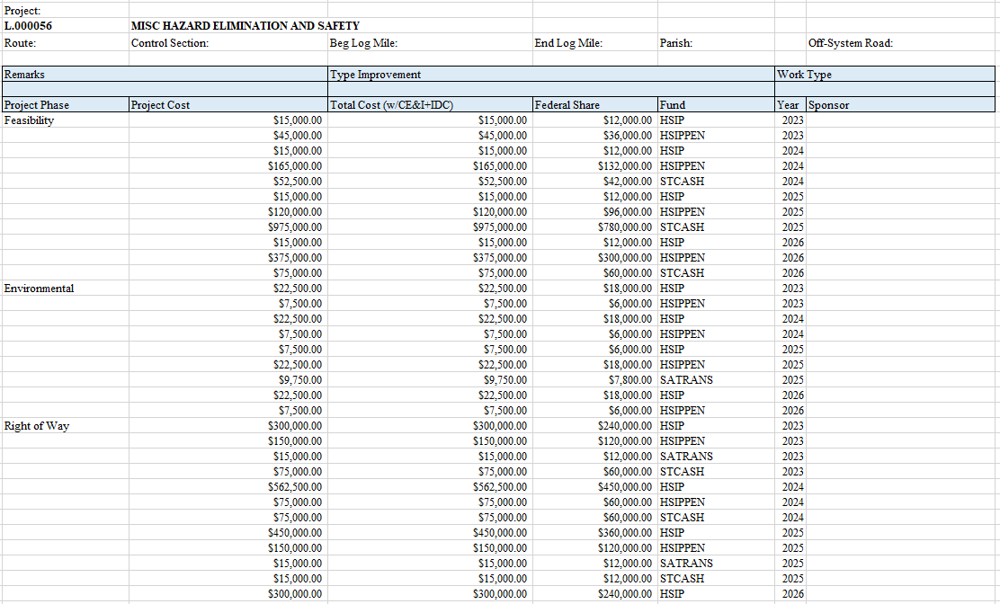 Project:
L.000056 MISC HAZARD ELIMINATION AND SAFETY
Route: Control Section: Beg Log Mile: End Log Mile: Parish: Off-System Road:
Remarks Type Improvement Work Type
Project Phase Project Cost Total Cost (w/CE&I+IDC) Federal Share Fund Year Sponsor
Feasibility $15,000.00 $15,000.00 $12,000.00 HSIP 2023
$45,000.00 $45,000.00 $36,000.00 HSIPPEN 2023
$15,000.00 $15,000.00 $12,000.00 HSIP 2024
$165,000.00 $165,000.00 $132,000.00 HSIPPEN 2024
$52,500.00 $52,500.00 $42,000.00 STCASH 2024
$15,000.00 $15,000.00 $12,000.00 HSIP 2025
$120,000.00 $120,000.00 $96,000.00 HSIPPEN 2025
$975,000.00 $975,000.00 $780,000.00 STCASH 2025
$15,000.00 $15,000.00 $12,000.00 HSIP 2026
$375,000.00 $375,000.00 $300,000.00 HSIPPEN 2026
$75,000.00 $75,000.00 $60,000.00 STCASH 2026
Environmental $22,500.00 $22,500.00 $18,000.00 HSIP 2023
$7,500.00 $7,500.00 $6,000.00 HSIPPEN 2023
$22,500.00 $22,500.00 $18,000.00 HSIP 2024
$7,500.00 $7,500.00 $6,000.00 HSIPPEN 2024
$7,500.00 $7,500.00 $6,000.00 HSIP 2025
$22,500.00 $22,500.00 $18,000.00 HSIPPEN 2025
$9,750.00 $9,750.00 $7,800.00 SATRANS 2025
$22,500.00 $22,500.00 $18,000.00 HSIP 2026
$7,500.00 $7,500.00 $6,000.00 HSIPPEN 2026
Right of Way $300,000.00 $300,000.00 $240,000.00 HSIP 2023
$150,000.00 $150,000.00 $120,000.00 HSIPPEN 2023
$15,000.00 $15,000.00 $12,000.00 SATRANS 2023
$75,000.00 $75,000.00 $60,000.00 STCASH 2023
$562,500.00 $562,500.00 $450,000.00 HSIP 2024
$75,000.00 $75,000.00 $60,000.00 HSIPPEN 2024
$75,000.00 $75,000.00 $60,000.00 STCASH 2024
$450,000.00 $450,000.00 $360,000.00 HSIP 2025
$150,000.00 $150,000.00 $120,000.00 HSIPPEN 2025
$15,000.00 $15,000.00 $12,000.00 SATRANS 2025
$15,000.00 $15,000.00 $12,000.00 STCASH 2025
$300,000.00 $300,000.00 $240,000.00 HSIP 2026